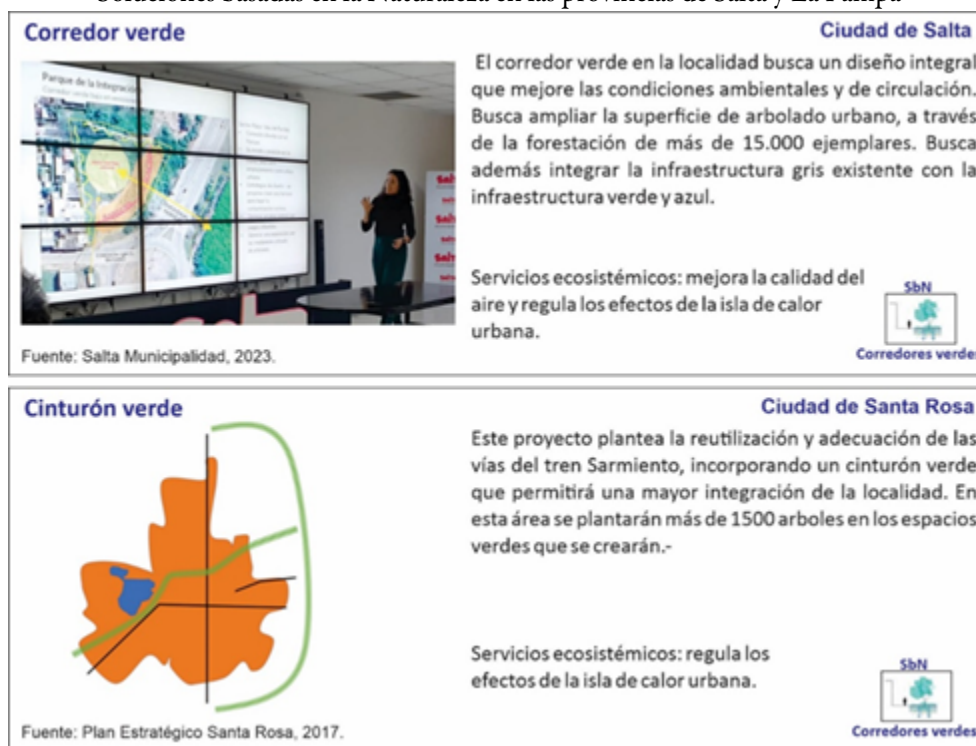 Soluciones Basadas en la Naturaleza en las provincias de Salta y La Pampa
Corredor verde
Ciudad de Salta
Parque de la Integración
El corredor verde en la localidad busca un diseño integral
que mejore las condiciones ambientales y de circulación.
Busca ampliar la superficie de arbolado urbano, a través
de la forestación de más de 15.000 ejemplares. Busca
además integrar la infraestructura gris existente con la
infraestructura verde y azul.
Servicios ecosistémicos: mejora la calidad del
aire y regula los efectos de la isla de calor
urbana.
SbN
Corredores verdes
Fuente: Salta Municipalidad, 2023.
Cinturón verde
Ciudad de Santa Rosa
Este proyecto plantea la reutilización y adecuación de las
vías del tren Sarmiento, incorporando un cinturón verde
que permitirá una mayor integración de la localidad. En
esta área se plantarán más de 1500 arboles en los espacios
verdes que se crearán.-
Servicios ecosistémicos: regula los
efectos de la isla de calor urbana.
SbN
Corredores verdes
Fuente: Plan Estratégico Santa Rosa, 2017.